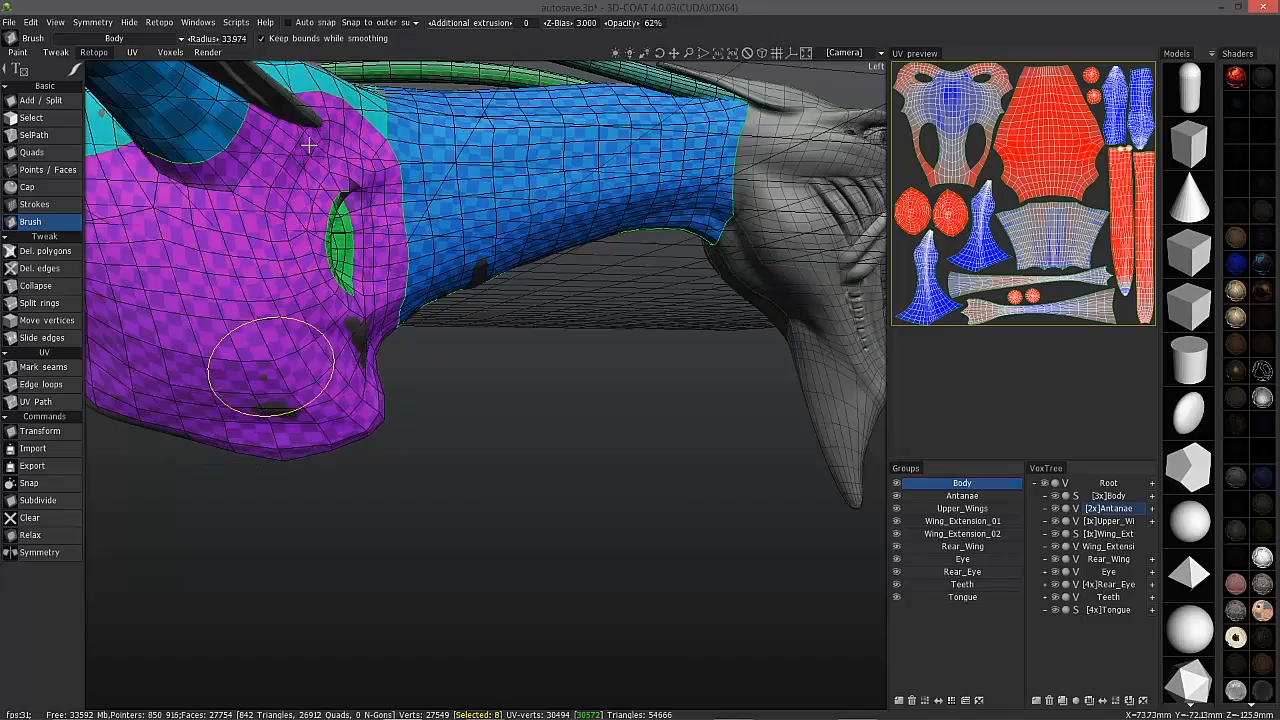 autosave.3b* - 3D-COAT 4.0.03(CUDA)(DX64)
File Edit View Symmetry Hide Retopo Windows Scripts Help Auto snap Snap to outer su Additional extrusion 0 Z-Bias 3.000 Opacity 62%
Brush Body Radius 33.974 Keep bounds while smoothing
Paint Tweak Retopo UV Voxels Render [Camera] UV preview Models Shaders
Left
Basic
Add / Split
Select
SelPath
Quads
Points / Faces
Cap
Strokes
Brush
Tweak
Del. polygons
Del. edges
Collapse
Split rings
Move vertices
Slide edges
UV
Mark seams
Edge loops
UV Path
Commands
Transform
Import
Export
Snap
Subdivide
Clear
Relax
Symmetry
Groups
Body
Antanae
Upper_Wings
Wing_Extension_01
Wing_Extension_02
Rear_Wing
Eye
Rear_Eye
Teeth
Tongue
VoxTree
- V Root +
- S [3x]Body +
- V [2x]Antanae +
- V [1x]Upper_Wi +
- S [1x]Wing_Ext
- V Wing_Extensi
- V Rear_Wing +
+ V Eye +
+ V [4x]Rear_Eye +
+ V Teeth +
- S [4x]Tongue +
fps:31; Free: 33592 Mb,Pointers: 850 916;Faces: 27754 [842 Triangles, 26912 Quads, 0 N-Gons] Verts: 27549 [Selected: 8] UV-verts: 30494 [30572] Triangles: 54666 X=73.73mm Y=-72.13mm Z=-125.9mm